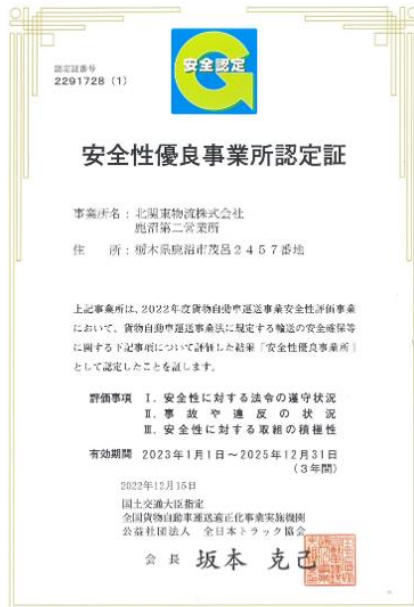 認定証番号
2291728 (1)
安全認定
安全性優良事業所認定証
事業所名：北関東物流株式会社
鹿沼第二営業所
住　　所：栃木県鹿沼市茂呂２４５７番地
上記事業所は、2022年度貨物自動車運送事業安全性評価事業
において、貨物自動車運送事業法に規定する輸送の安全確保等
に関する下記事項について評価した結果「安全性優良事業所」
として認定したことを証します。
評価事項　Ⅰ．安全性に対する法令の遵守状況
Ⅱ．事故や違反の状況
Ⅲ．安全性に対する取組の積極性
有効期間　2023年1月1日～2025年12月31日
（3年間）
2022年12月15日
国土交通大臣指定
全国貨物自動車運送適正化事業実施機関
公益社団法人　全日本トラック協会
会長　坂本　克己